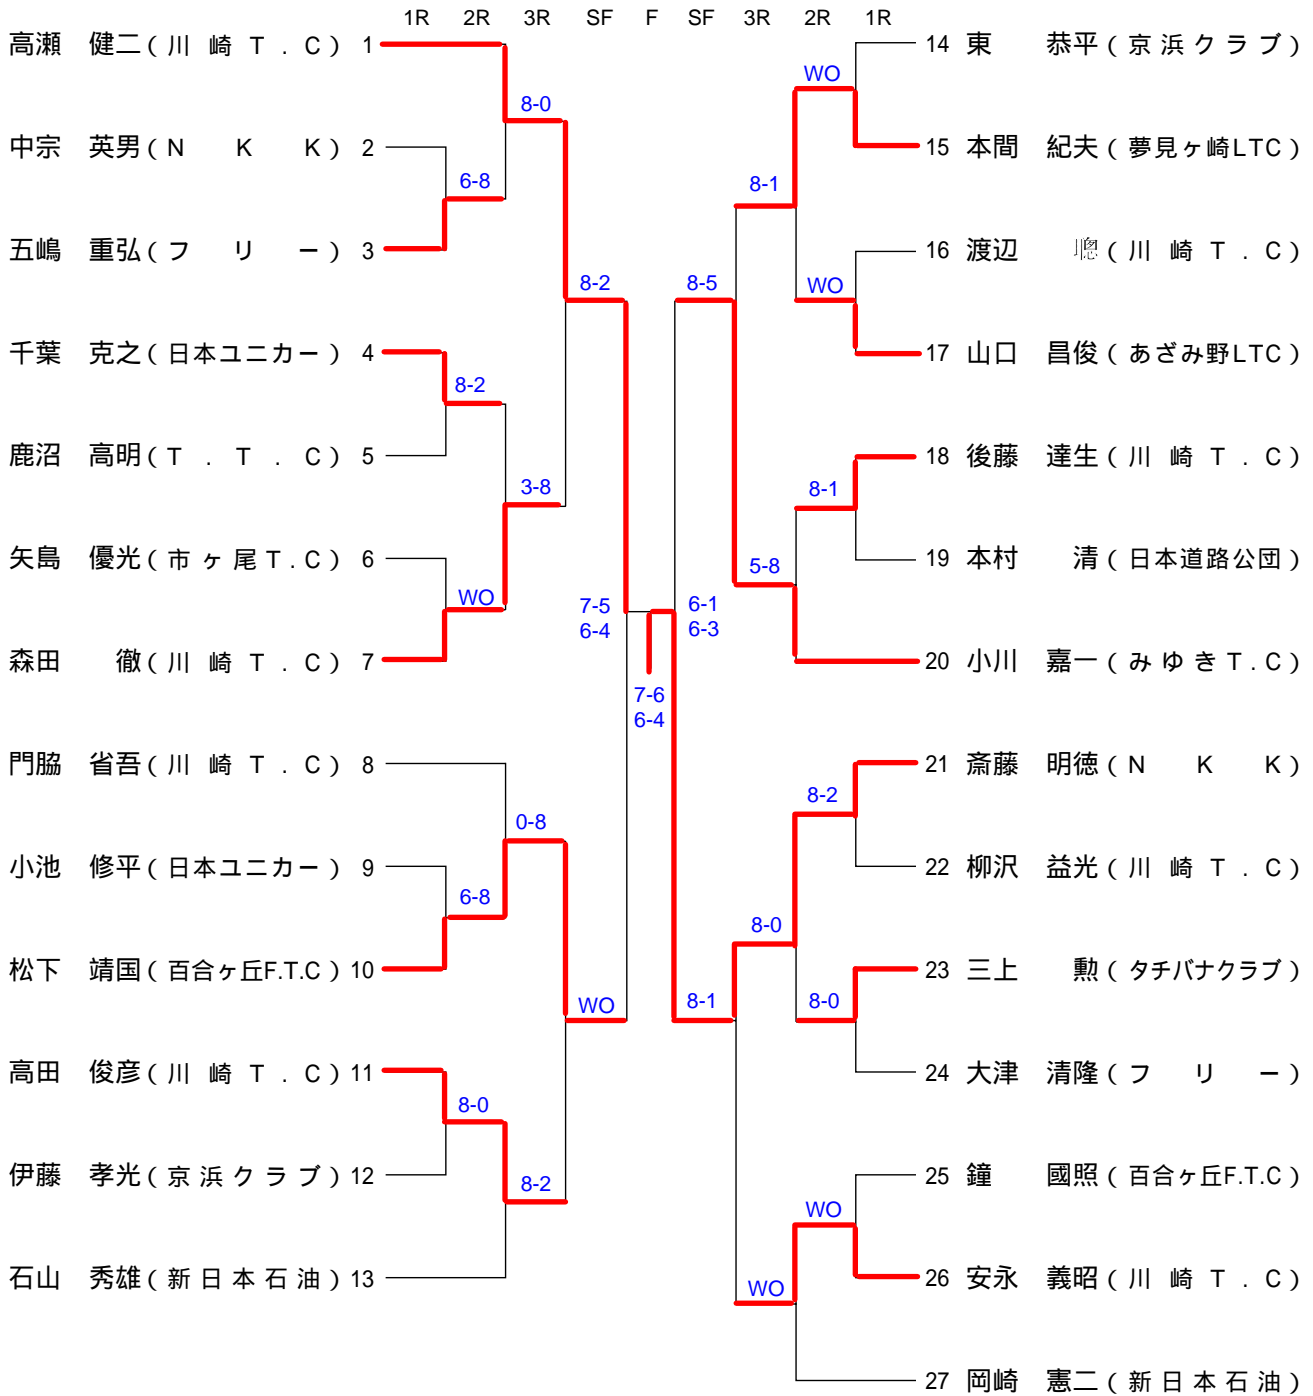 1R 2R 3R SF F SF 3R 2R 1R
高瀬 健二 ( 川 崎 T . C ) 1
8-0
中宗 英男 ( N K K ) 2
6-8
五嶋 重弘 ( フ リ ー ) 3
8-2
千葉 克之 ( 日本ユニカー ) 4
8-2
鹿沼 高明 ( T . T . C ) 5
3-8
矢島 優光 ( 市 ヶ 尾 T . C ) 6
WO
7-5
6-4
森田 徹 ( 川 崎 T . C ) 7
7-6
6-4
門脇 省吾 ( 川 崎 T . C ) 8
0-8
小池 修平 ( 日本ユニカー ) 9
6-8
松下 靖国 ( 百合ヶ丘F.T.C ) 10
WO
高田 俊彦 ( 川 崎 T . C ) 11
8-0
伊藤 孝光 ( 京 浜 ク ラ ブ ) 12
8-2
石山 秀雄 ( 新 日 本 石 油 ) 13
14 東 恭平 ( 京 浜 ク ラ ブ )
WO
15 本間 紀夫 ( 夢見ヶ崎LTC )
8-1
16 渡辺 聰 ( 川 崎 T . C )
8-5
WO
17 山口 昌俊 ( あざみ野LTC )
18 後藤 達生 ( 川 崎 T . C )
8-1
19 本村 清 ( 日本道路公団 )
5-8
6-1
6-3
20 小川 嘉一 ( み ゆ き T . C )
21 斎藤 明徳 ( N K K )
8-2
22 柳沢 益光 ( 川 崎 T . C )
8-0
23 三上 勲 ( タチバナクラブ )
8-1
8-0
24 大津 清隆 ( フ リ ー )
25 鐘 國照 ( 百合ヶ丘F.T.C )
WO
26 安永 義昭 ( 川 崎 T . C )
WO
27 岡崎 憲二 ( 新 日 本 石 油 )